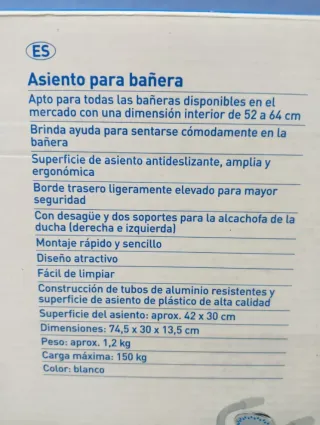 ES
Asiento para bañera
Apto para todas las bañeras disponibles en el
mercado con una dimensión interior de 52 a 64 cm
Brinda ayuda para sentarse cómodamente en la
bañera
Superficie de asiento antideslizante, amplia y
ergonómica
Borde trasero ligeramente elevado para mayor
seguridad
Con desagüe y dos soportes para la alcachofa de la
ducha (derecha e izquierda)
Montaje rápido y sencillo
Diseño atractivo
Fácil de limpiar
Construcción de tubos de aluminio resistentes y
superficie de asiento de plástico de alta calidad
Superficie del asiento: aprox. 42 x 30 cm
Dimensiones: 74,5 x 30 x 13,5 cm
Peso: aprox. 1,2 kg
Carga máxima: 150 kg
Color: blanco